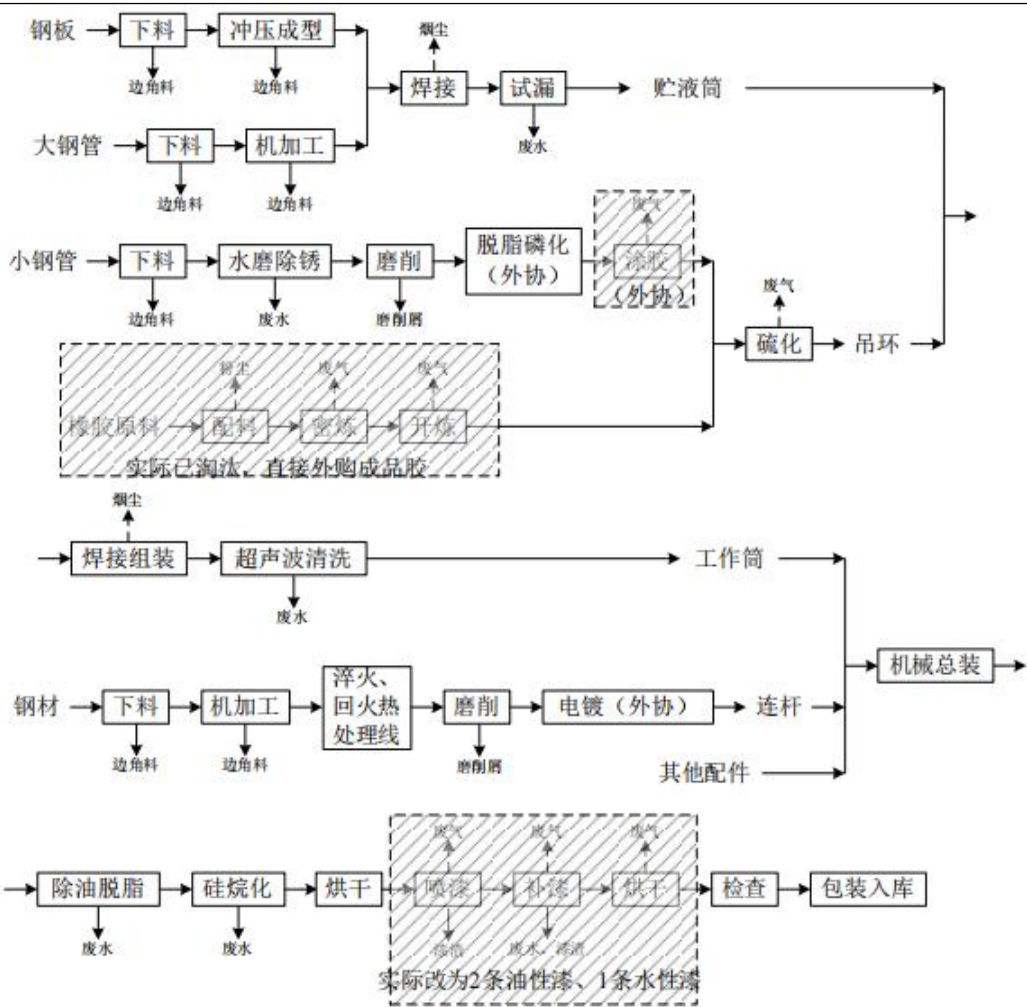 烟尘
钢板 下料 冲压成型
焊接 试漏 贮液筒
边角料 边角料
废水
大钢管 下料 机加工
边角料 边角料
废气
小钢管 下料 水磨除锈 磨削 脱脂磷化（外协） 涂胶（外协）
边角料 废水 磨削屑
废气
硫化 吊环
粉尘 废气 废气
橡胶原料 配料 密炼 开炼
实际已淘汰、直接外购成品胶
烟尘
焊接组装 超声波清洗 工作筒
废水
机械总装
钢材 下料 机加工 淬火、回火热处理线 磨削 电镀（外协） 连杆
边角料 边角料 磨削屑
其他配件
废气 废气 废气
除油脱脂 硅烷化 烘干 喷漆 补漆 烘干 检查 包装入库
废水 废水 漆渣 废水、漆渣
实际改为2条油性漆、1条水性漆